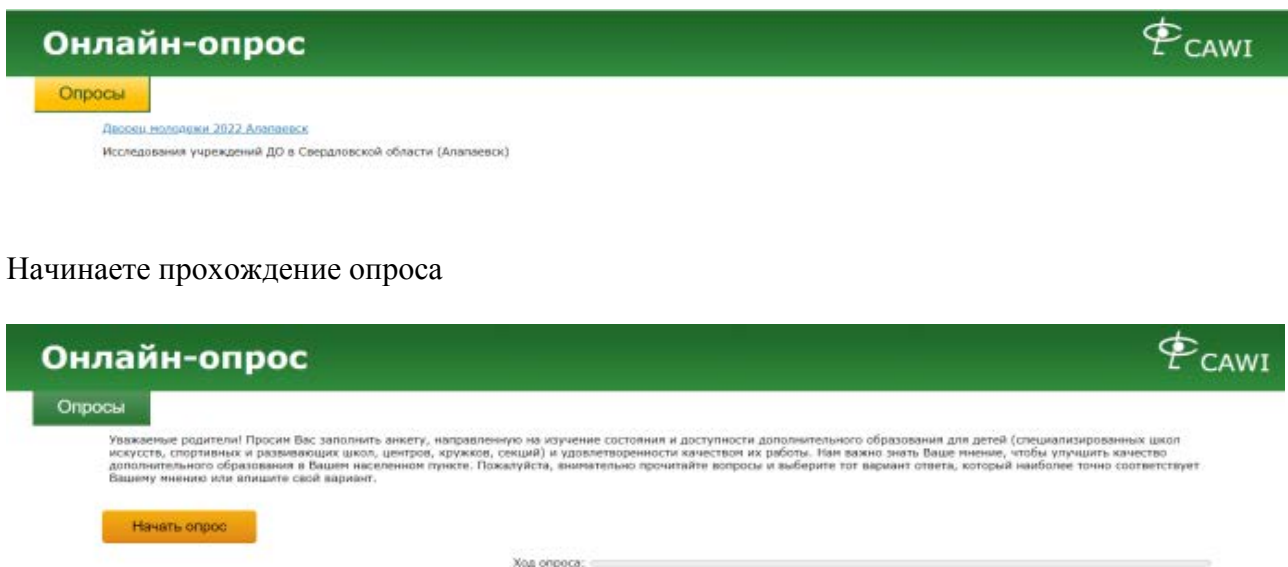 Онлайн-опрос
CAWI
Опросы
Дворец молодежи 2022 Алапаевск
Исследования учреждений ДО в Свердловской области (Алапаевск)
Начинаете прохождение опроса
Онлайн-опрос
CAWI
Опросы
Уважаемые родители! Просим Вас заполнить анкету, направленную на изучение состояния и доступности дополнительного образования для детей (специализированных школ
искусств, спортивных и развивающих школ, центров, кружков, секций) и удовлетворенности качеством их работы. Нам важно знать Ваше мнение, чтобы улучшить качество
дополнительного образования в Вашем населенном пункте. Пожалуйста, внимательно прочитайте вопросы и выберите тот вариант ответа, который наиболее точно соответствует
Вашему мнению или впишите свой вариант.
Начать опрос
Ход опроса: